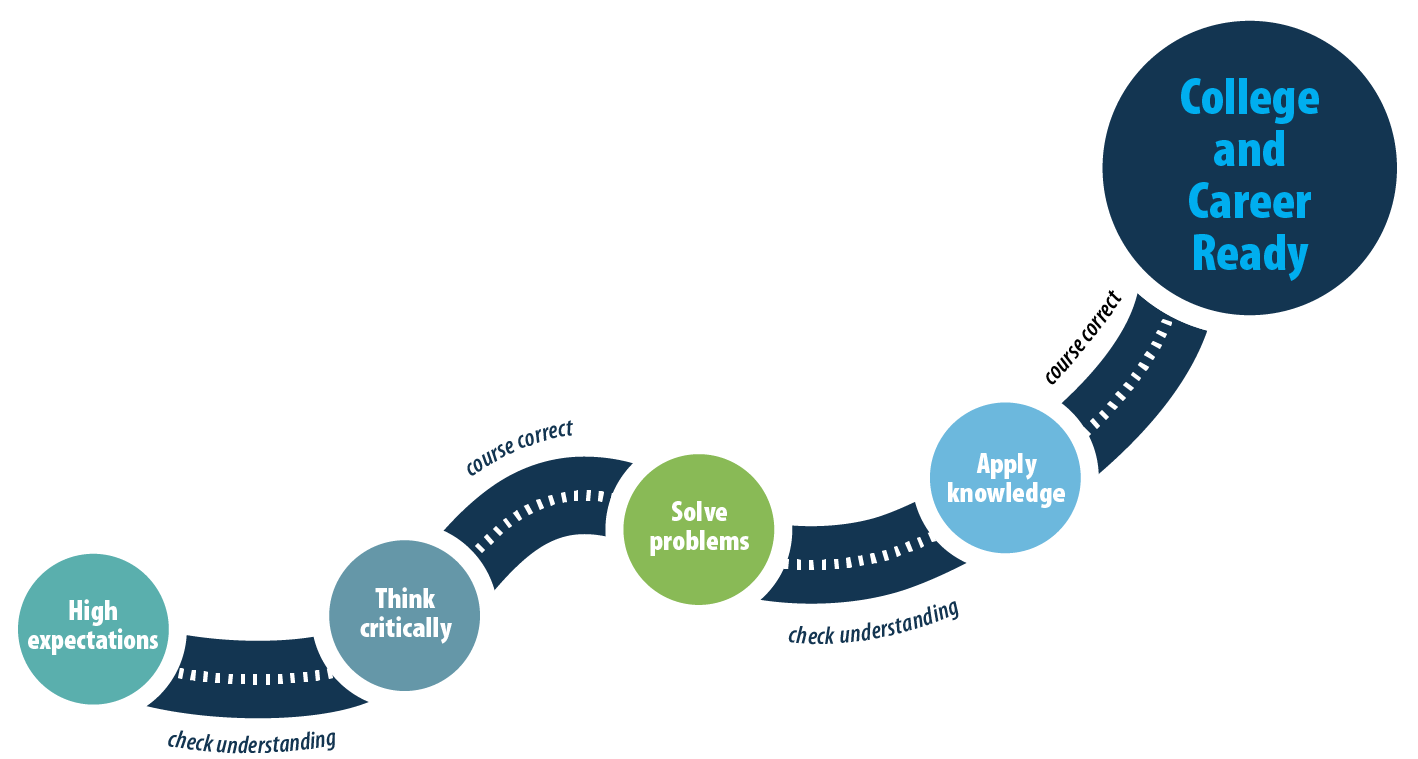 High
expectations
check understanding
Think
critically
course correct
Solve
problems
check understanding
Apply
knowledge
course correct
College
and
Career
Ready